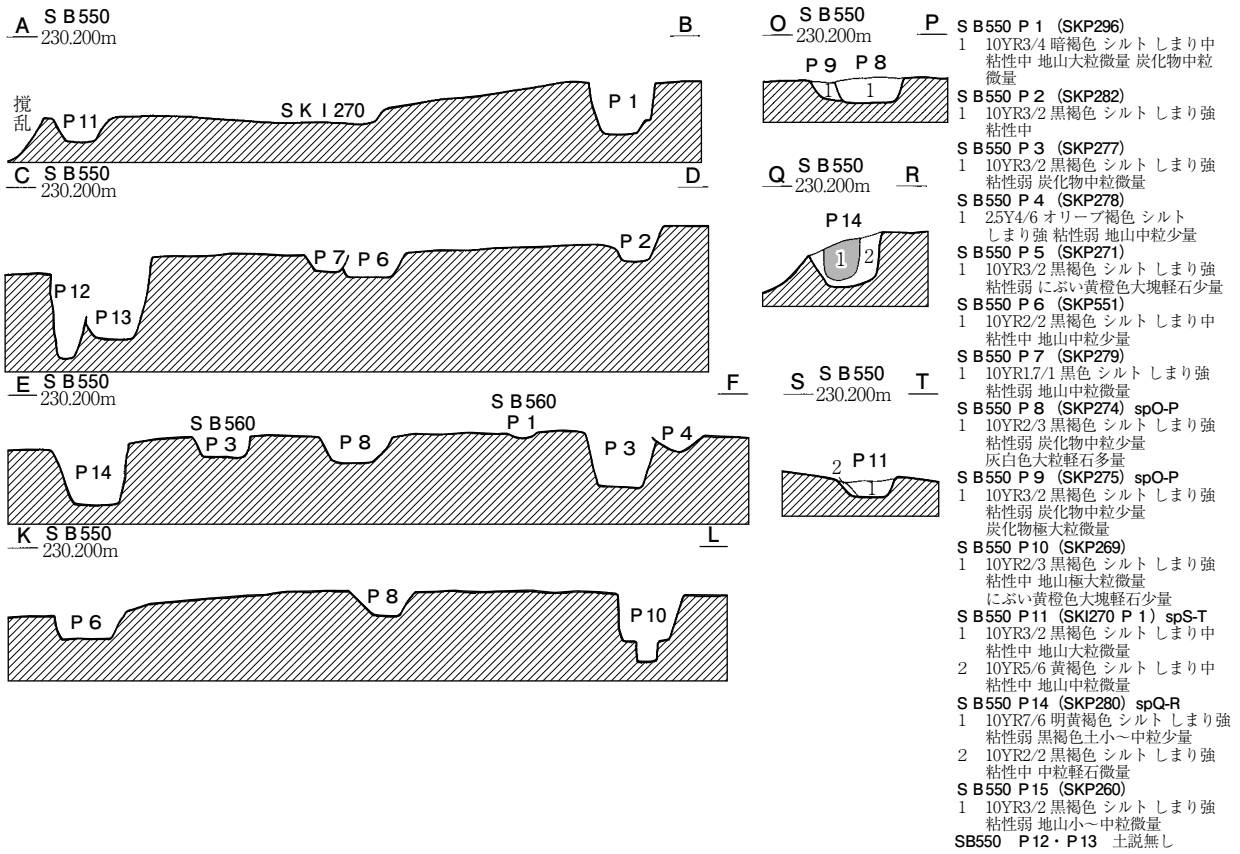 A S B550 B
230.200m
攪乱
P11
S K I 270
P 1
C S B550 D
230.200m
P12
P13
P 7
P 6
P 2
E S B550 F
230.200m
P14
S B560
P 3
P 8
S B560
P 1
P 3
P 4
K S B550 L
230.200m
P 6
P 8
P10
O S B550 P
230.200m
P 9
P 8
1
1
Q S B550 R
230.200m
P14
1
2
S S B550 T
230.200m
P11
2
1
S B550 P 1 (SKP296)
1 10YR3/4 暗褐色 シルト しまり中
粘性中 地山大粒微量 炭化物中粒
微量
S B550 P 2 (SKP282)
1 10YR3/2 黒褐色 シルト しまり強
粘性中
S B550 P 3 (SKP277)
1 10YR3/2 黒褐色 シルト しまり強
粘性弱 炭化物中粒微量
S B550 P 4 (SKP278)
1 2.5Y4/6 オリーブ褐色 シルト
しまり強 粘性弱 地山中粒少量
S B550 P 5 (SKP271)
1 10YR3/2 黒褐色 シルト しまり強
粘性弱 にぶい黄橙色大塊軽石少量
S B550 P 6 (SKP551)
1 10YR2/2 黒褐色 シルト しまり中
粘性中 地山中粒少量
S B550 P 7 (SKP279)
1 10YR1.7/1 黒色 シルト しまり強
粘性弱 地山中粒微量
S B550 P 8 (SKP274) spO-P
1 10YR2/3 黒褐色 シルト しまり強
粘性弱 炭化物中粒少量
灰白色大粒軽石多量
S B550 P 9 (SKP275) spO-P
1 10YR3/2 黒褐色 シルト しまり強
粘性弱 炭化物中粒少量
炭化物極大粒微量
S B550 P10 (SKP269)
1 10YR2/3 黒褐色 シルト しまり強
粘性中 地山極大粒微量
にぶい黄橙色大塊軽石少量
S B550 P11 (SKI270 P 1) spS-T
1 10YR3/2 黒褐色 シルト しまり中
粘性中 地山大粒微量
2 10YR5/6 黄褐色 シルト しまり中
粘性中 地山中粒微量
S B550 P14 (SKP280) spQ-R
1 10YR7/6 明黄褐色 シルト しまり強
粘性弱 黒褐色土小～中粒少量
2 10YR2/2 黒褐色 シルト しまり強
粘性中 中粒軽石微量
S B550 P15 (SKP260)
1 10YR3/2 黒褐色 シルト しまり強
粘性弱 地山小～中粒微量
SB550 P12・P13 土説無し